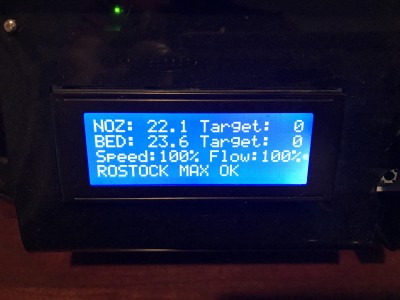 NOZ: 22.1 Target: 0
BED: 23.6 Target: 0
Speed:100% Flow:100%
ROSTOCK MAX OK